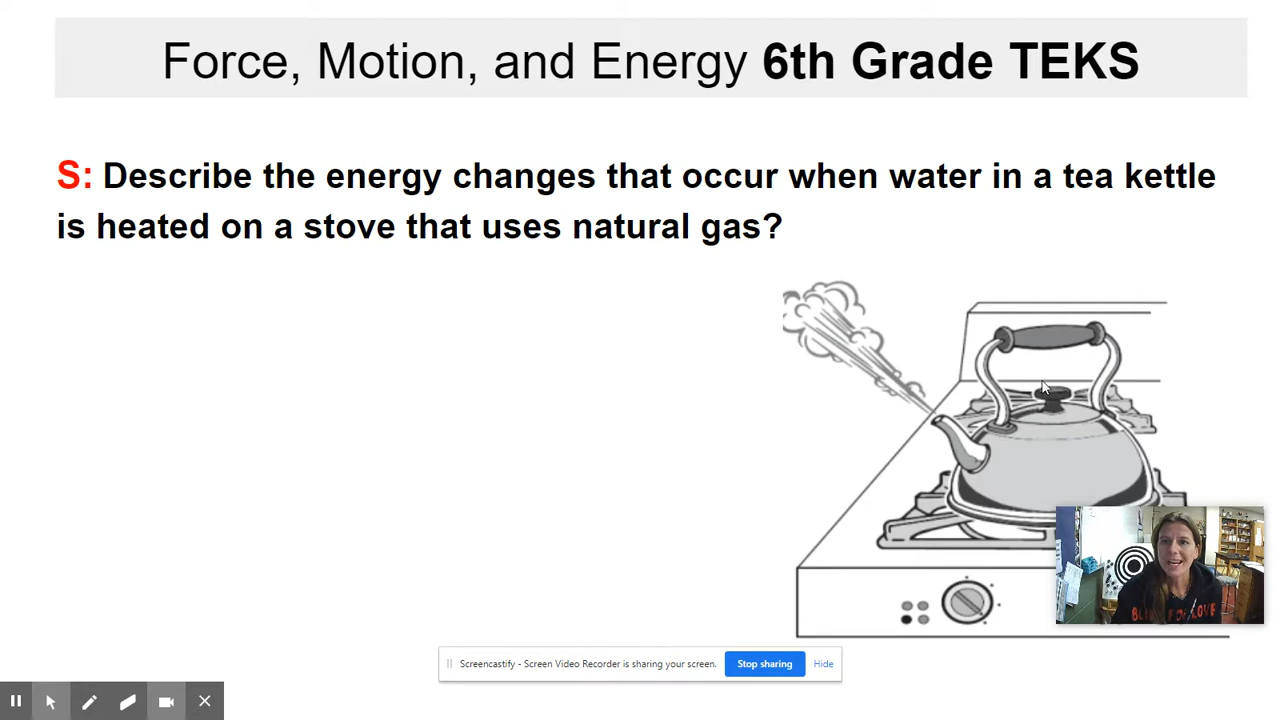 Force, Motion, and Energy 6th Grade TEKS
S: Describe the energy changes that occur when water in a tea kettle
is heated on a stove that uses natural gas?
Screencastify - Screen Video Recorder is sharing your screen. Stop sharing Hide